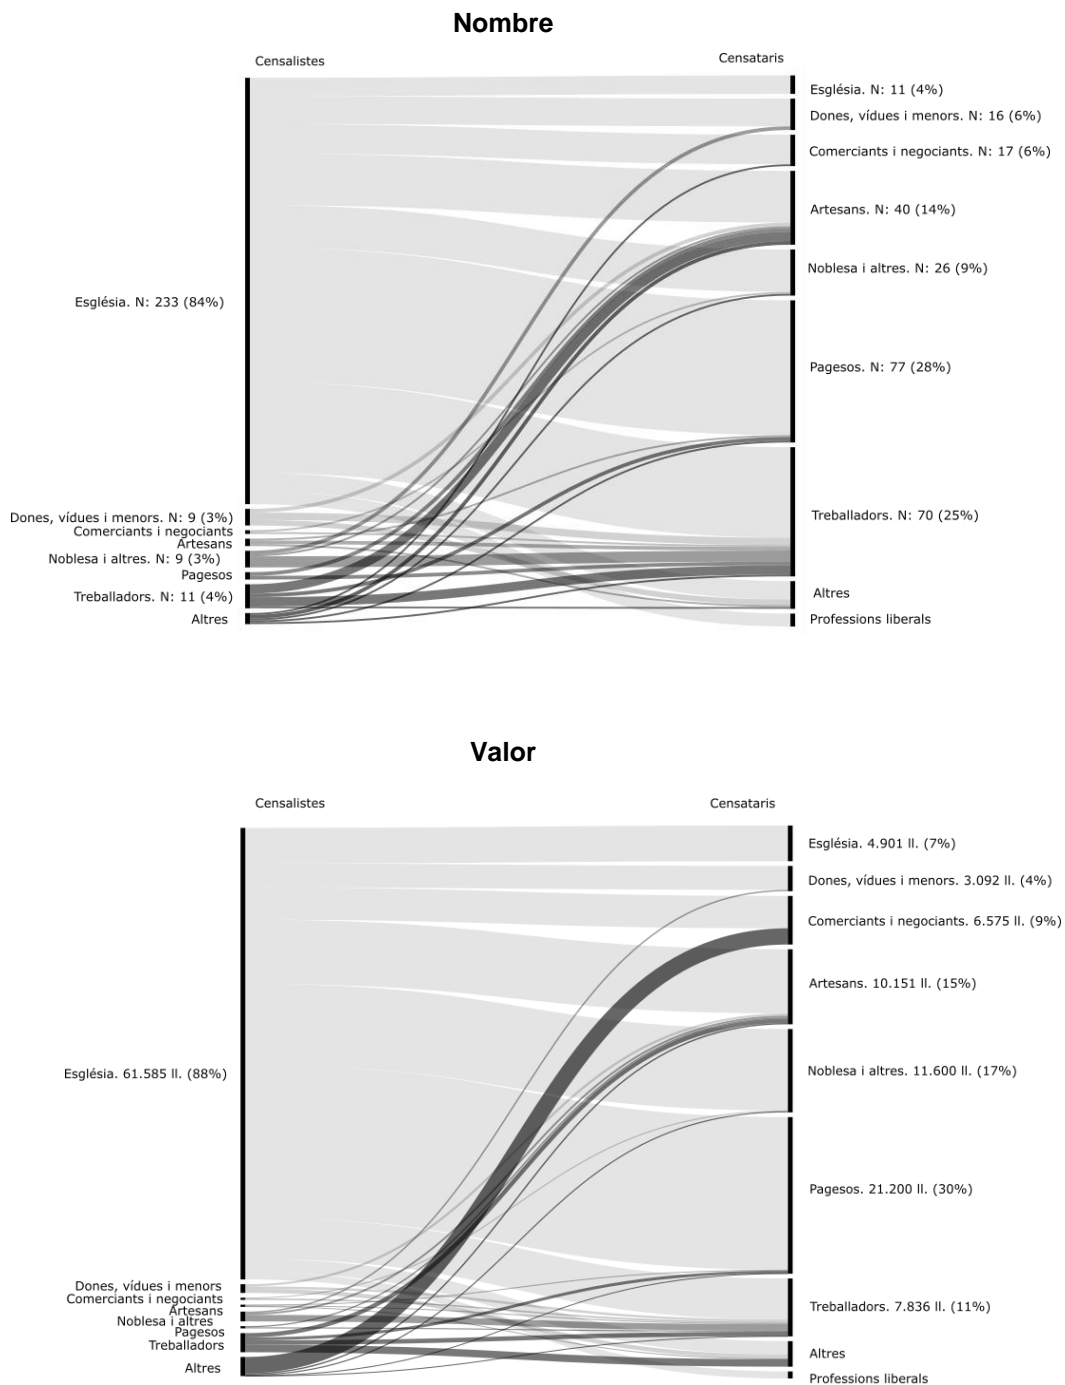 Nombre
Censalistes
Censataris
Església. N: 11 (4%)
Dones, vídues i menors. N: 16 (6%)
Comerciants i negociants. N: 17 (6%)
Artesans. N: 40 (14%)
Noblesa i altres. N: 26 (9%)
Església. N: 233 (84%)
Pagesos. N: 77 (28%)
Treballadors. N: 70 (25%)
Dones, vídues i menors. N: 9 (3%)
Comerciants i negociants
Artesans
Noblesa i altres. N: 9 (3%)
Pagesos
Treballadors. N: 11 (4%)
Altres
Altres
Professions liberals
Valor
Censalistes
Censataris
Església. 4.901 ll. (7%)
Dones, vídues i menors. 3.092 ll. (4%)
Comerciants i negociants. 6.575 ll. (9%)
Artesans. 10.151 ll. (15%)
Església. 61.585 ll. (88%)
Noblesa i altres. 11.600 ll. (17%)
Pagesos. 21.200 ll. (30%)
Dones, vídues i menors
Comerciants i negociants
Artesans
Noblesa i altres
Pagesos
Treballadors
Altres
Treballadors. 7.836 ll. (11%)
Altres
Professions liberals